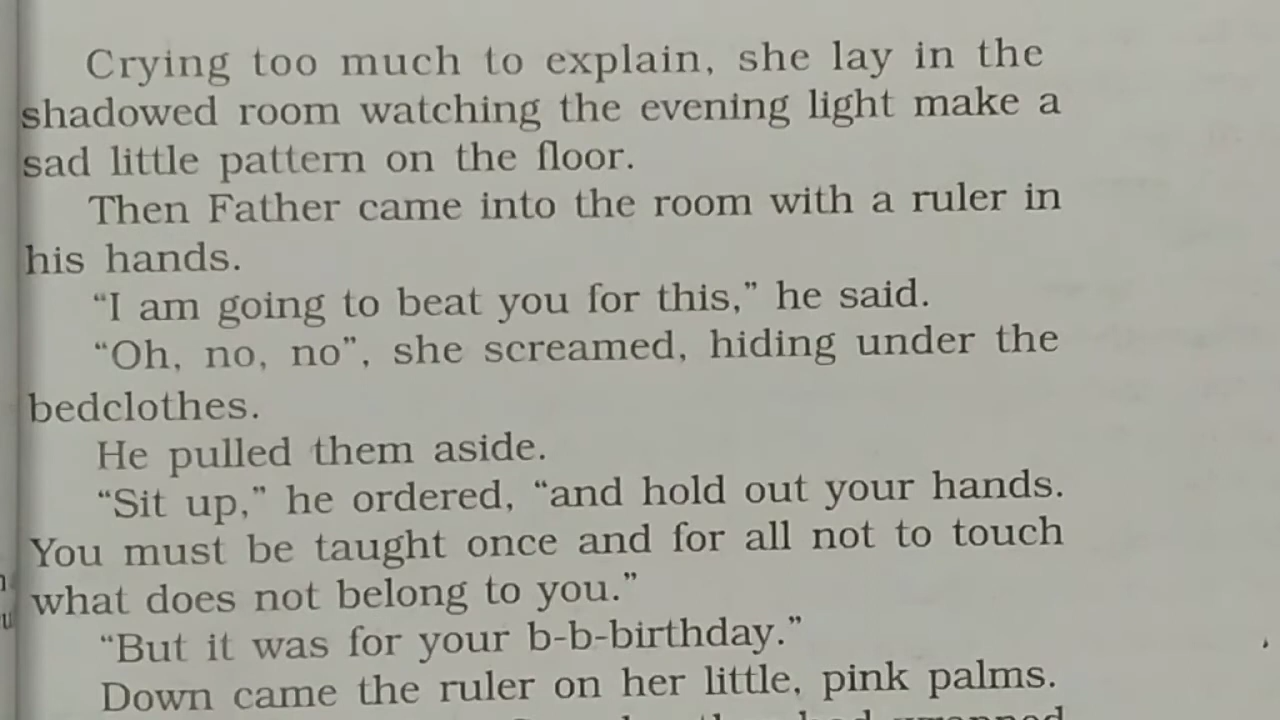 Crying too much to explain, she lay in the
shadowed room watching the evening light make a
sad little pattern on the floor.
Then Father came into the room with a ruler in
his hands.
“I am going to beat you for this,” he said.
“Oh, no, no”, she screamed, hiding under the
bedclothes.
He pulled them aside.
“Sit up,” he ordered, “and hold out your hands.
You must be taught once and for all not to touch
what does not belong to you.”
“But it was for your b-b-birthday.”
Down came the ruler on her little, pink palms.